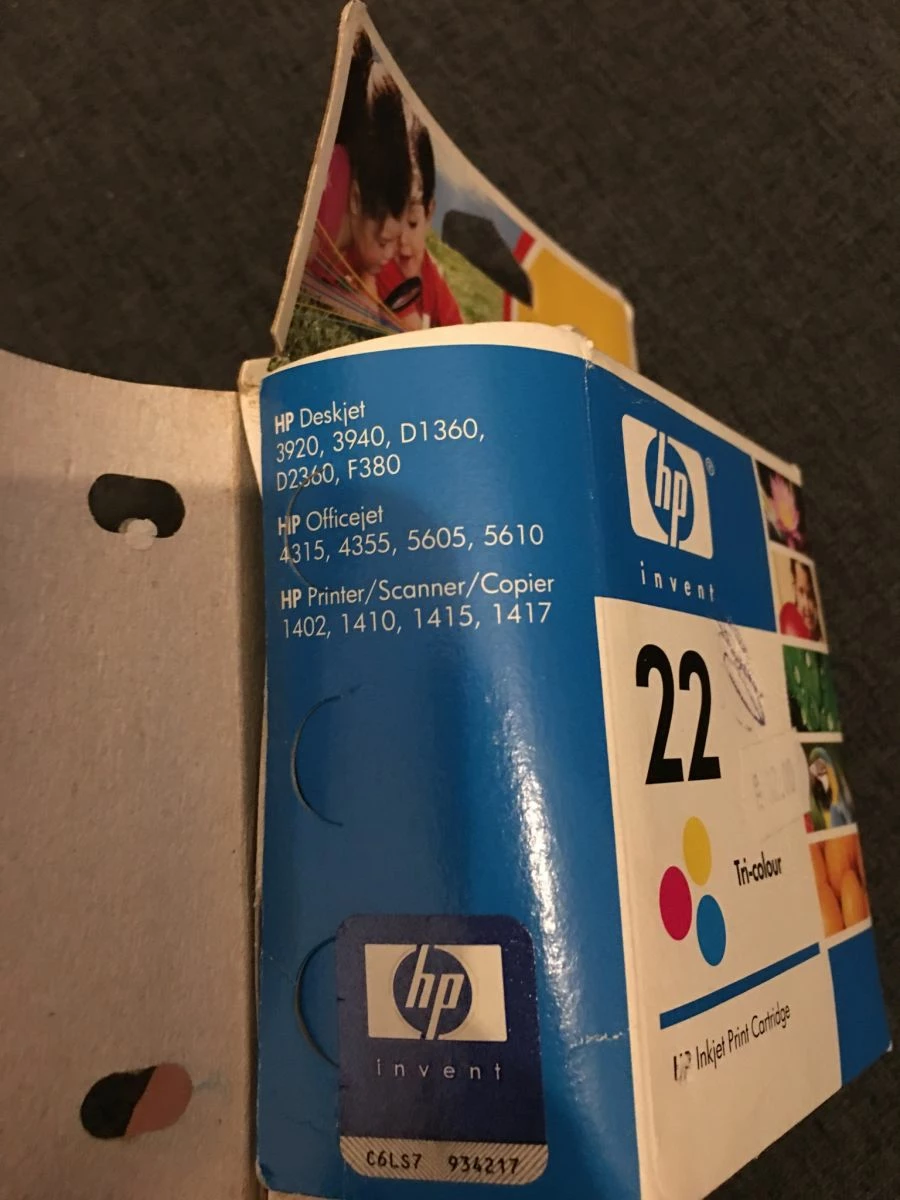 HP Deskjet
3920, 3940, D1360,
D2360, F380
HP Officejet
4315, 4355, 5605, 5610
HP Printer/Scanner/Copier
1402, 1410, 1415, 1417
hp
invent
C6LS7 934217
hp®
invent
22
Tri-colour
HP Inkjet Print Cartridge